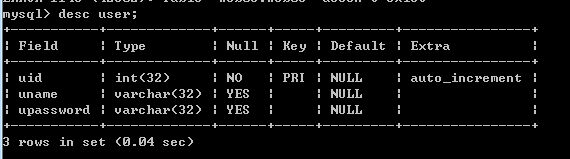 mysql> desc user;
+-----------+-------------+------+-----+---------+----------------+
| Field     | Type        | Null | Key | Default | Extra          |
+-----------+-------------+------+-----+---------+----------------+
| uid       | int(32)     | NO   | PRI | NULL    | auto_increment |
| uname     | varchar(32) | YES  |     | NULL    |                |
| upassword | varchar(32) | YES  |     | NULL    |                |
+-----------+-------------+------+-----+---------+----------------+
3 rows in set (0.04 sec)